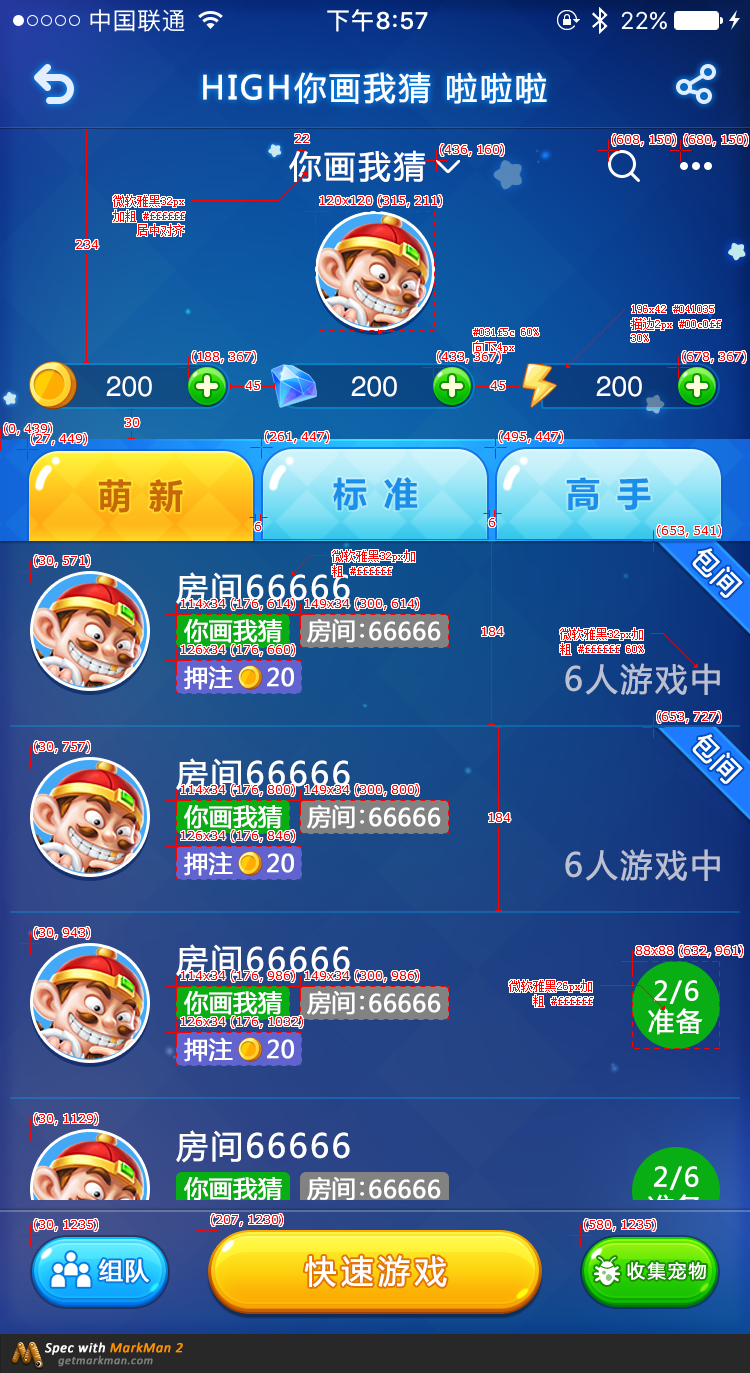 中国联通 下午8:57 22%
HIGH你画我猜 啦啦啦
22
(436, 160) (608, 150) (680, 150)
你画我猜
微软雅黑32px
加粗 #ffffff
居中对齐
120x120 (315, 211)
234
196x42 #041035
描边2px #00c0ff
30%
#031f5c 60%
向下4px
(188, 367) (433, 367) (678, 367)
200 45 200 45 200
(0, 439) 30
(27, 449) (261, 447) (495, 447)
萌新 标准 高手
6 6
(653, 541)
(30, 571)
微软雅黑32px加
粗 #ffffff
包间
房间66666
114x34 (176, 614) 149x34 (300, 614)
你画我猜 房间:66666
184
微软雅黑32px加
粗 #ffffff 60%
126x34 (176, 660)
押注 20
6人游戏中
(653, 727)
(30, 757)
包间
房间66666
114x34 (176, 800) 149x34 (300, 800)
你画我猜 房间:66666
184
126x34 (176, 846)
押注 20
6人游戏中
(30, 943)
房间66666
88x88 (632, 961)
114x34 (176, 986) 149x34 (300, 986)
你画我猜 房间:66666
微软雅黑26px加
粗 #ffffff
2/6
准备
126x34 (176, 1032)
押注 20
(30, 1129)
房间66666
你画我猜 房间:66666
2/6
准备
(30, 1235) (207, 1230) (580, 1235)
组队 快速游戏 收集宠物
Spec with MarkMan 2
getmarkman.com